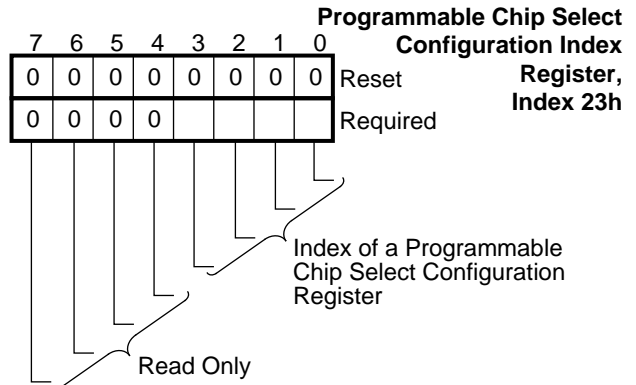 Programmable Chip Select
Configuration Index
Register,
Index 23h
7 6 5 4 3 2 1 0
0 0 0 0 0 0 0 0 Reset
0 0 0 0 Required
Index of a Programmable
Chip Select Configuration
Register
Read Only